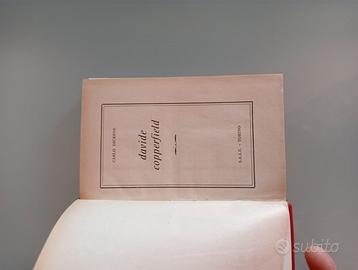 CARLO DICKENS
davide
copperfield
S.A.I.E. - TORINO
subito